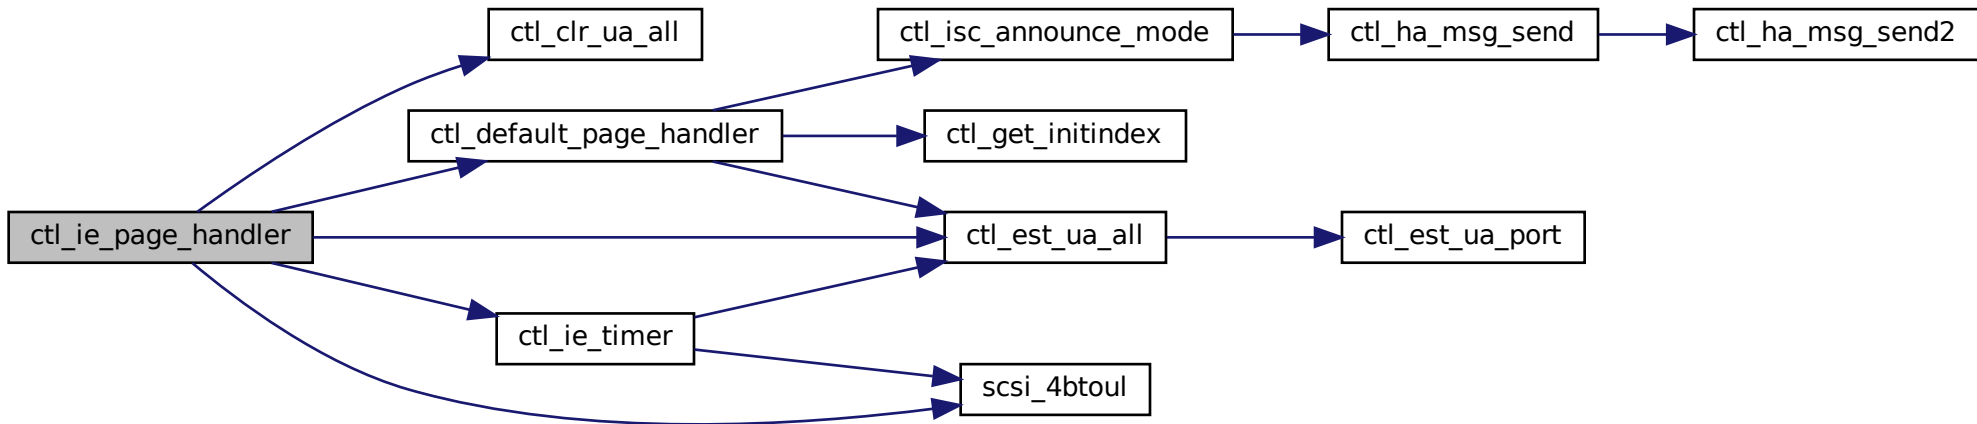 ctl_clr_ua_all
ctl_isc_announce_mode
ctl_ha_msg_send
ctl_ha_msg_send2
ctl_default_page_handler
ctl_get_initindex
ctl_ie_page_handler
ctl_est_ua_all
ctl_est_ua_port
ctl_ie_timer
scsi_4btoul